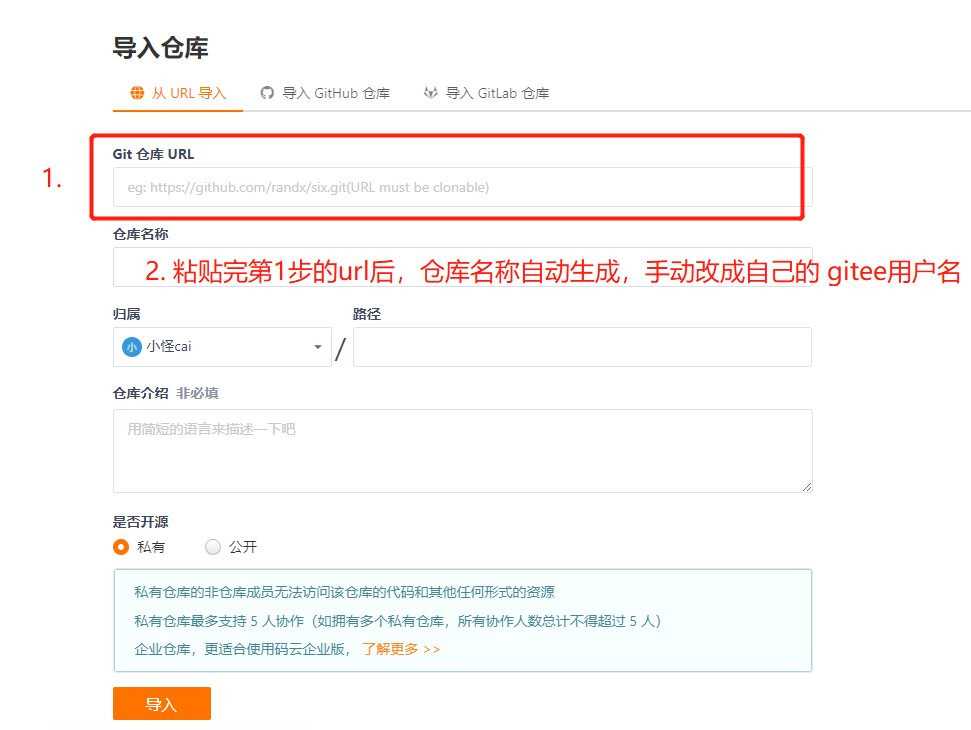 导入仓库
从 URL 导入 导入 GitHub 仓库 导入 GitLab 仓库
1.
Git 仓库 URL
eg: https://github.com/randx/six.git(URL must be clonable)
仓库名称
2. 粘贴完第1步的url后，仓库名称自动生成，手动改成自己的 gitee用户名
归属 路径
小 小怪cai /
仓库介绍 非必填
用简短的语言来描述一下吧
是否开源
私有 公开
私有仓库的非仓库成员无法访问该仓库的代码和其他任何形式的资源
私有仓库最多支持 5 人协作（如拥有多个私有仓库，所有协作人数总计不得超过 5 人）
企业仓库，更适合使用码云企业版， 了解更多 >>
导入